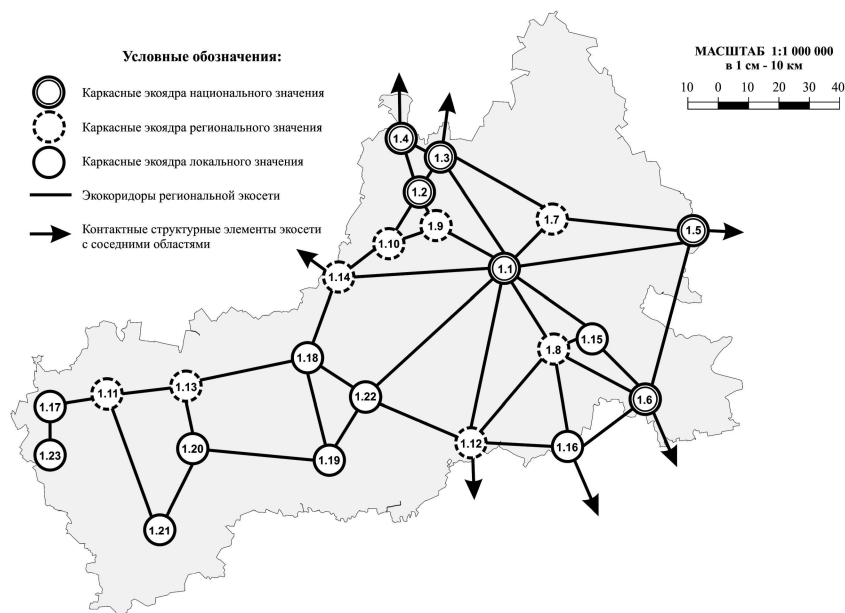 Условные обозначения:
Каркасные экоядра национального значения
Каркасные экоядра регионального значения
Каркасные экоядра локального значения
Экокоридоры региональной экосети
Контактные структурные элементы экосети
с соседними областями
МАСШТАБ 1:1 000 000
в 1 см - 10 км
10 0 10 20 30 40
1.4
1.3
1.2
1.9
1.7
1.5
1.10
1.1
1.14
1.15
1.8
1.18
1.13
1.11
1.22
1.6
1.17
1.12
1.16
1.20
1.23
1.19
1.21